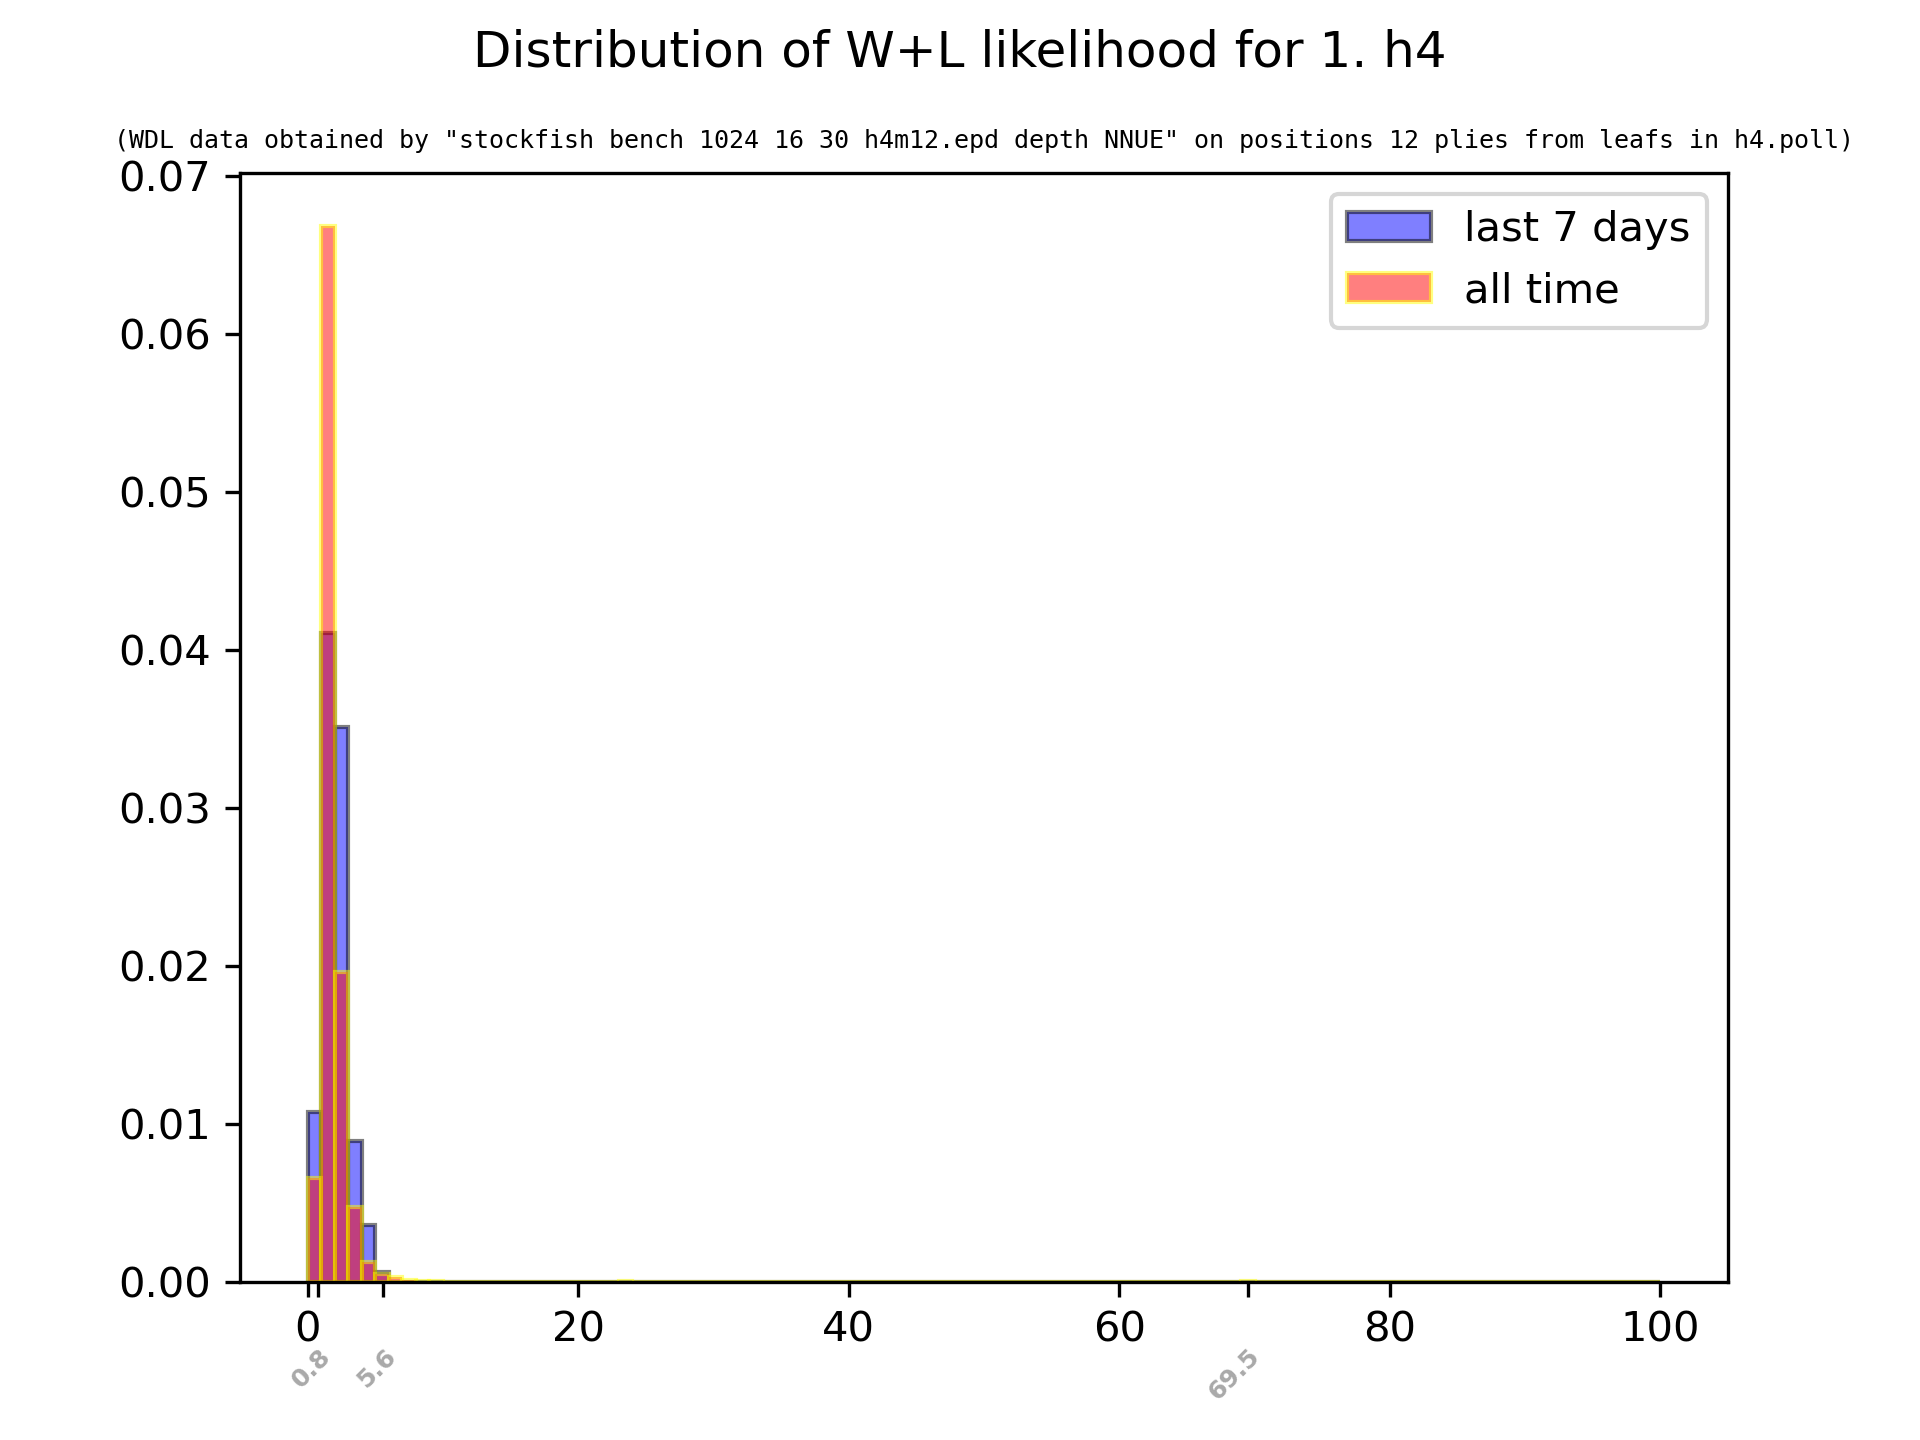 Distribution of W+L likelihood for 1. h4
(WDL data obtained by "stockfish bench 1024 16 30 h4m12.epd depth NNUE" on positions 12 plies from leafs in h4.poll)
0.07
last 7 days
all time
0.06
0.05
0.04
0.03
0.02
0.01
0.00
0 20 40 60 80 100
0.8 5.6 69.5